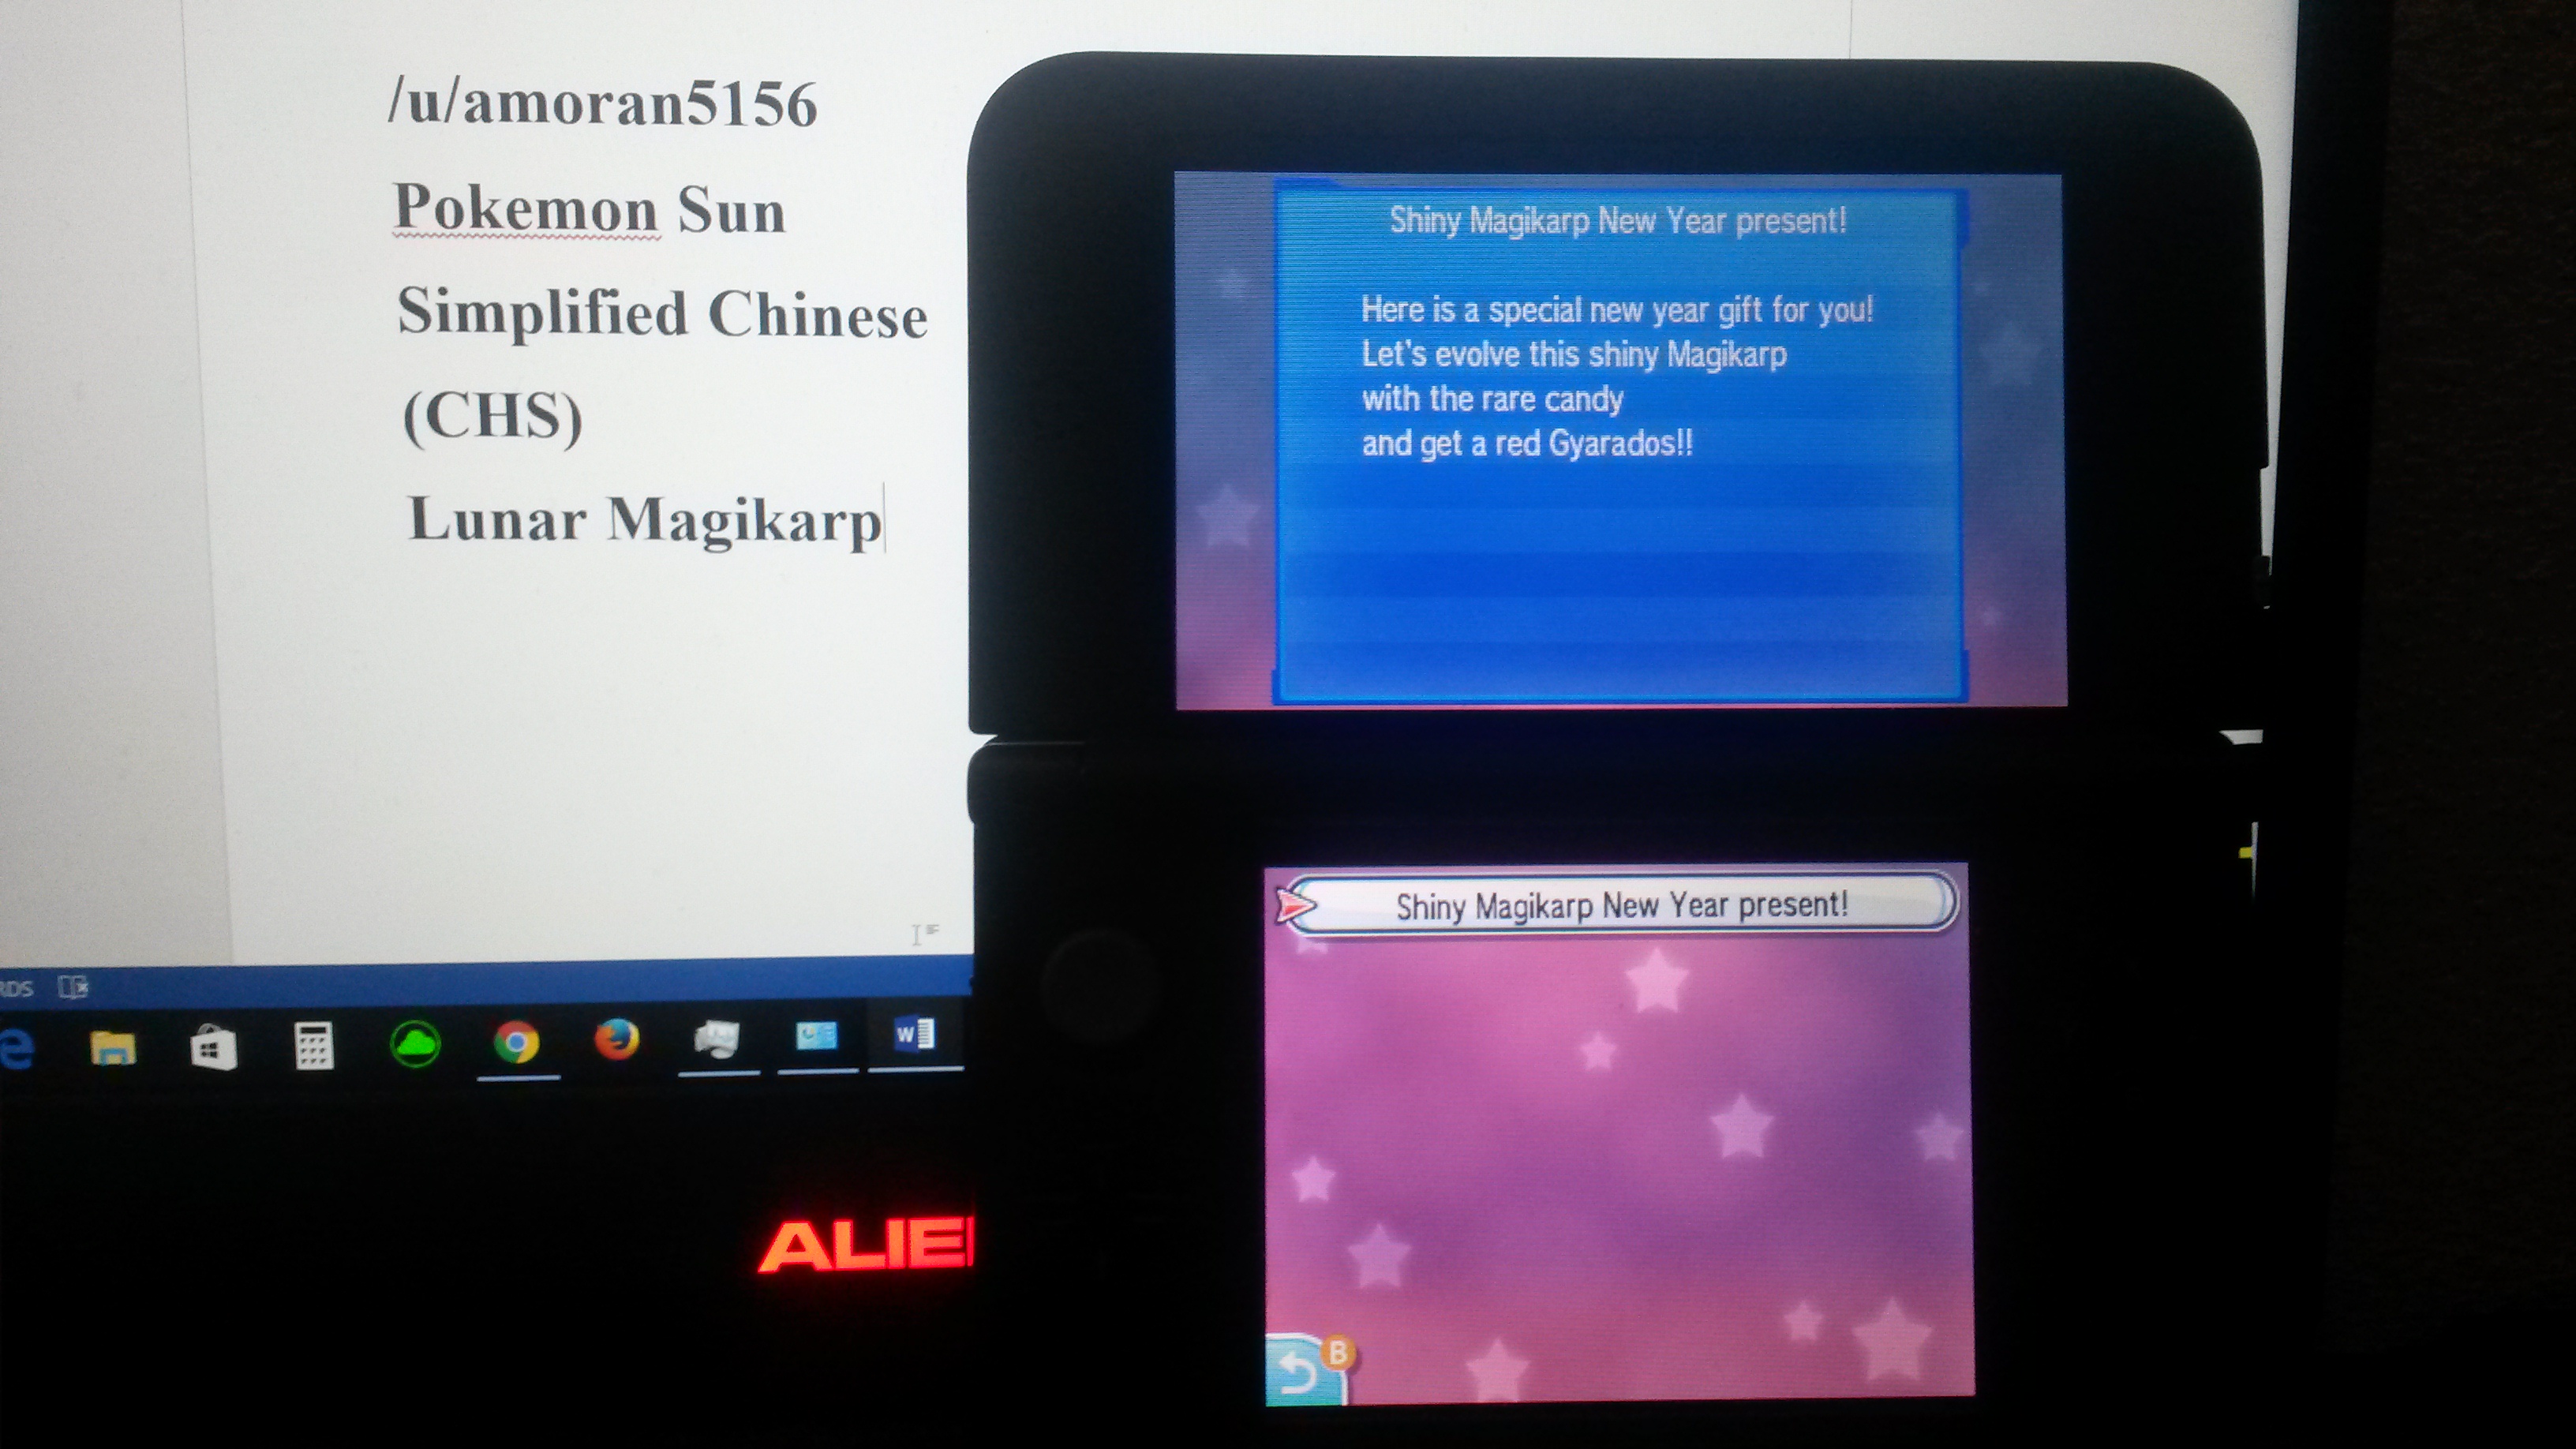 /u/amoran5156
Pokemon Sun
Simplified Chinese
(CHS)
Lunar Magikarp
Shiny Magikarp New Year present!
Here is a special new year gift for you!
Let's evolve this shiny Magikarp
with the rare candy
and get a red Gyarados!!
Shiny Magikarp New Year present!
B
RDS
W
ALIE